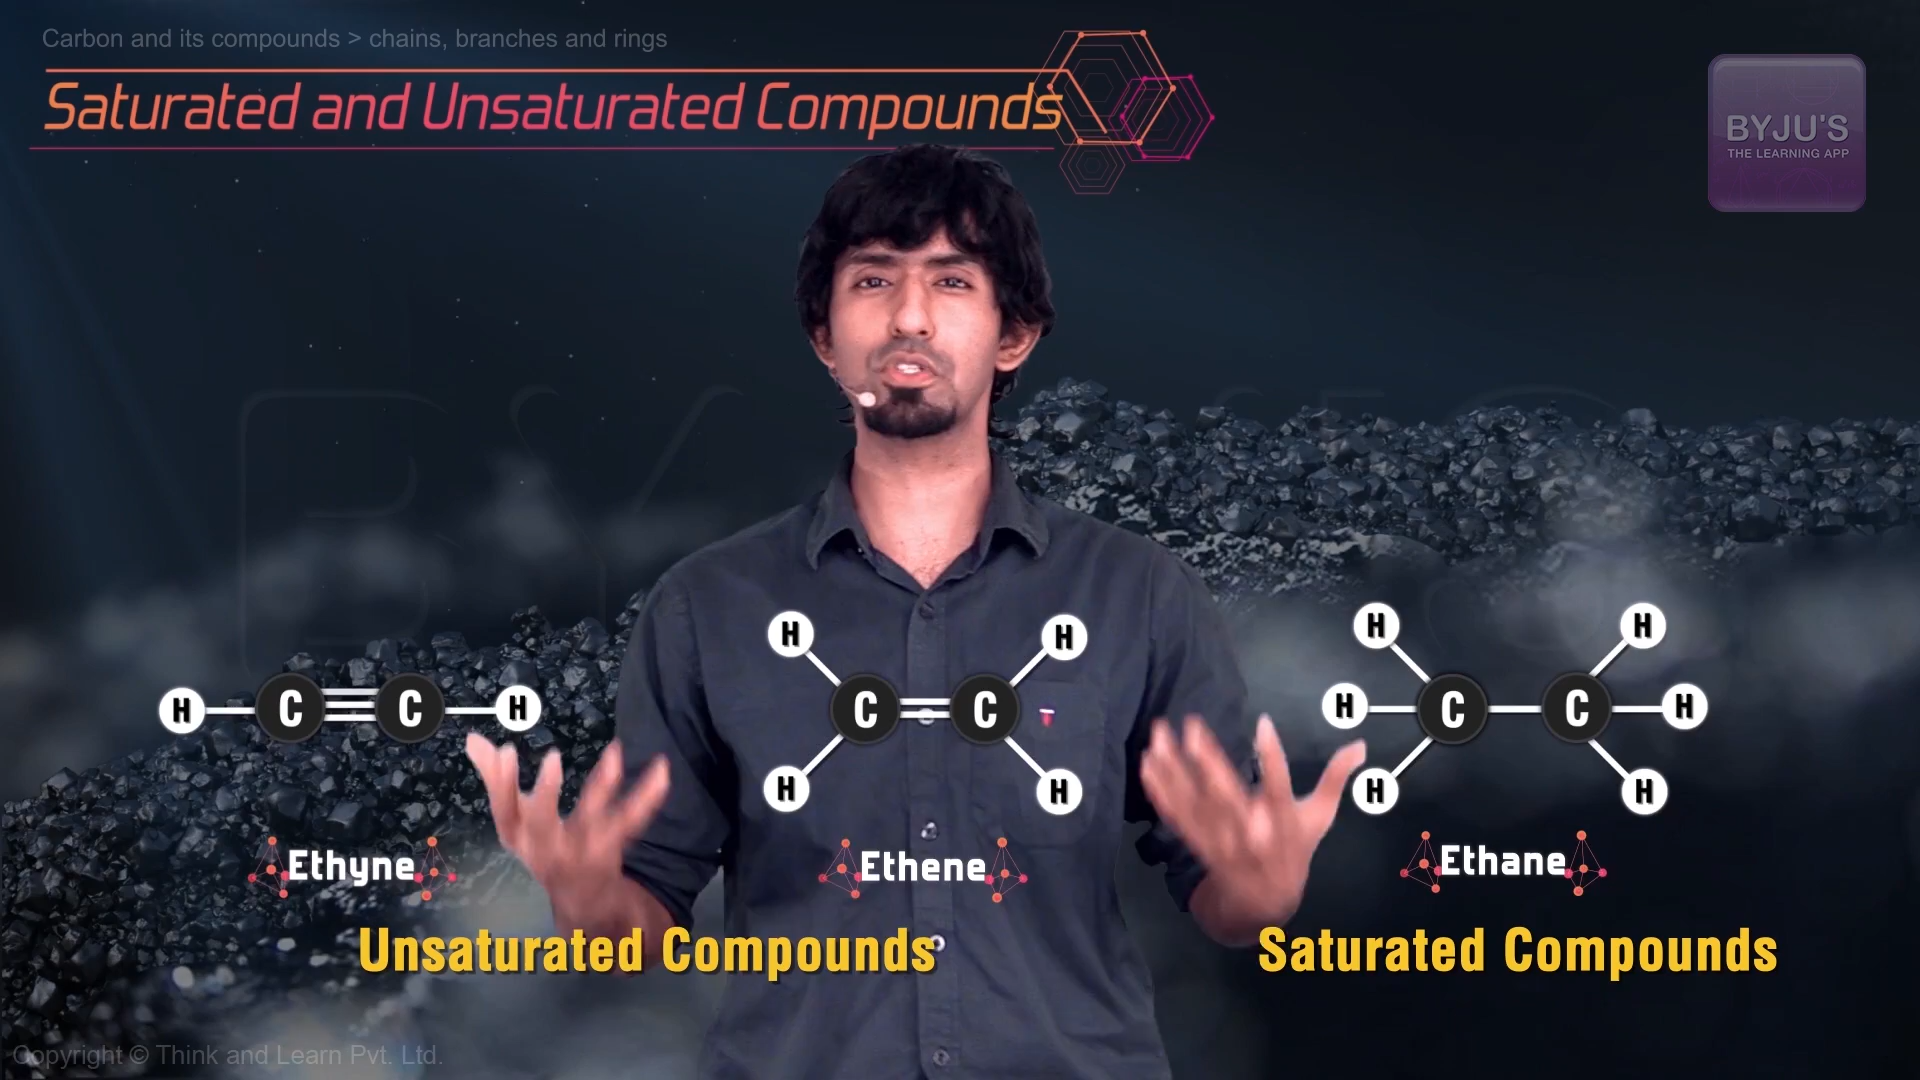 Carbon and its compounds > chains, branches and rings
Saturated and Unsaturated Compounds
BYJU'S
THE LEARNING APP
H C C H
H H
C C
H H
H H
H C C H
H H
Ethyne
Ethene
Ethane
Unsaturated Compounds
Saturated Compounds
Copyright © Think and Learn Pvt. Ltd.